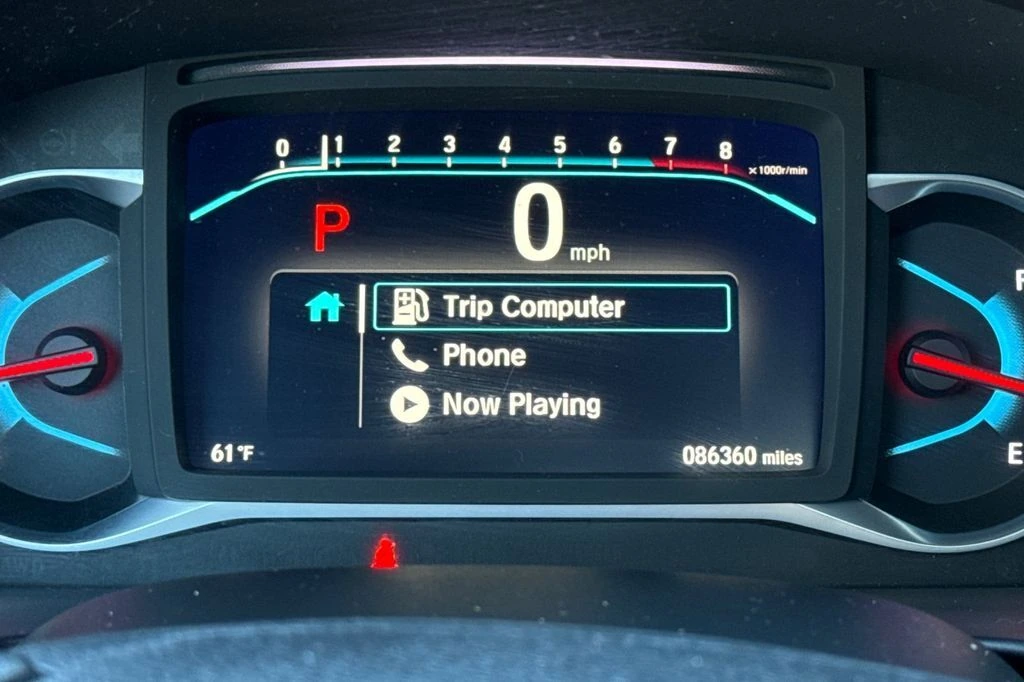 0 1 2 3 4 5 6 7 8
x1000r/min
P 0 mph
Trip Computer
Phone
Now Playing
61°F 086360 miles
F
E